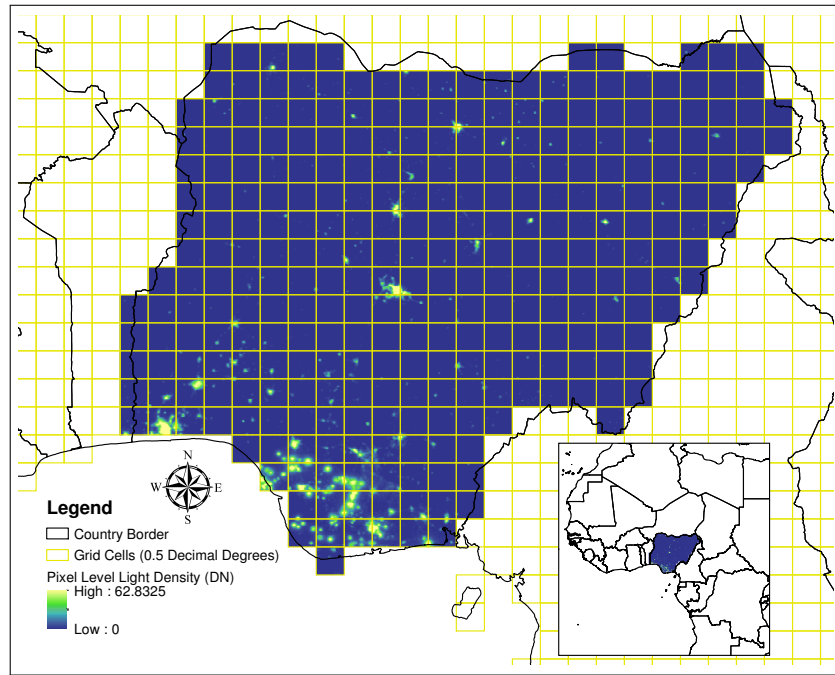 N
W E
S
Legend
Country Border
Grid Cells (0.5 Decimal Degrees)
Pixel Level Light Density (DN)
High : 62.8325
Low : 0